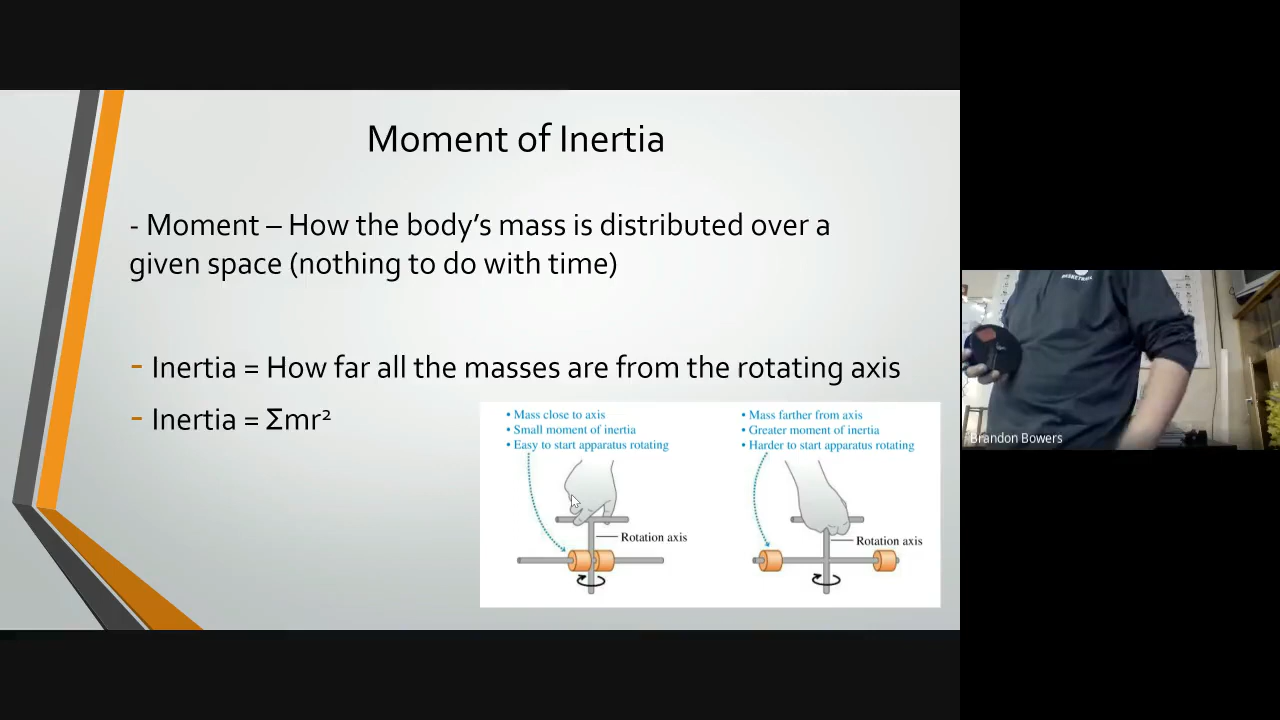 Moment of Inertia
- Moment – How the body's mass is distributed over a
given space (nothing to do with time)
- Inertia = How far all the masses are from the rotating axis
- Inertia = Σmr²
• Mass close to axis
• Small moment of inertia
• Easy to start apparatus rotating
Rotation axis
• Mass farther from axis
• Greater moment of inertia
• Harder to start apparatus rotating
Rotation axis
BASKETBALL
Brandon Bowers